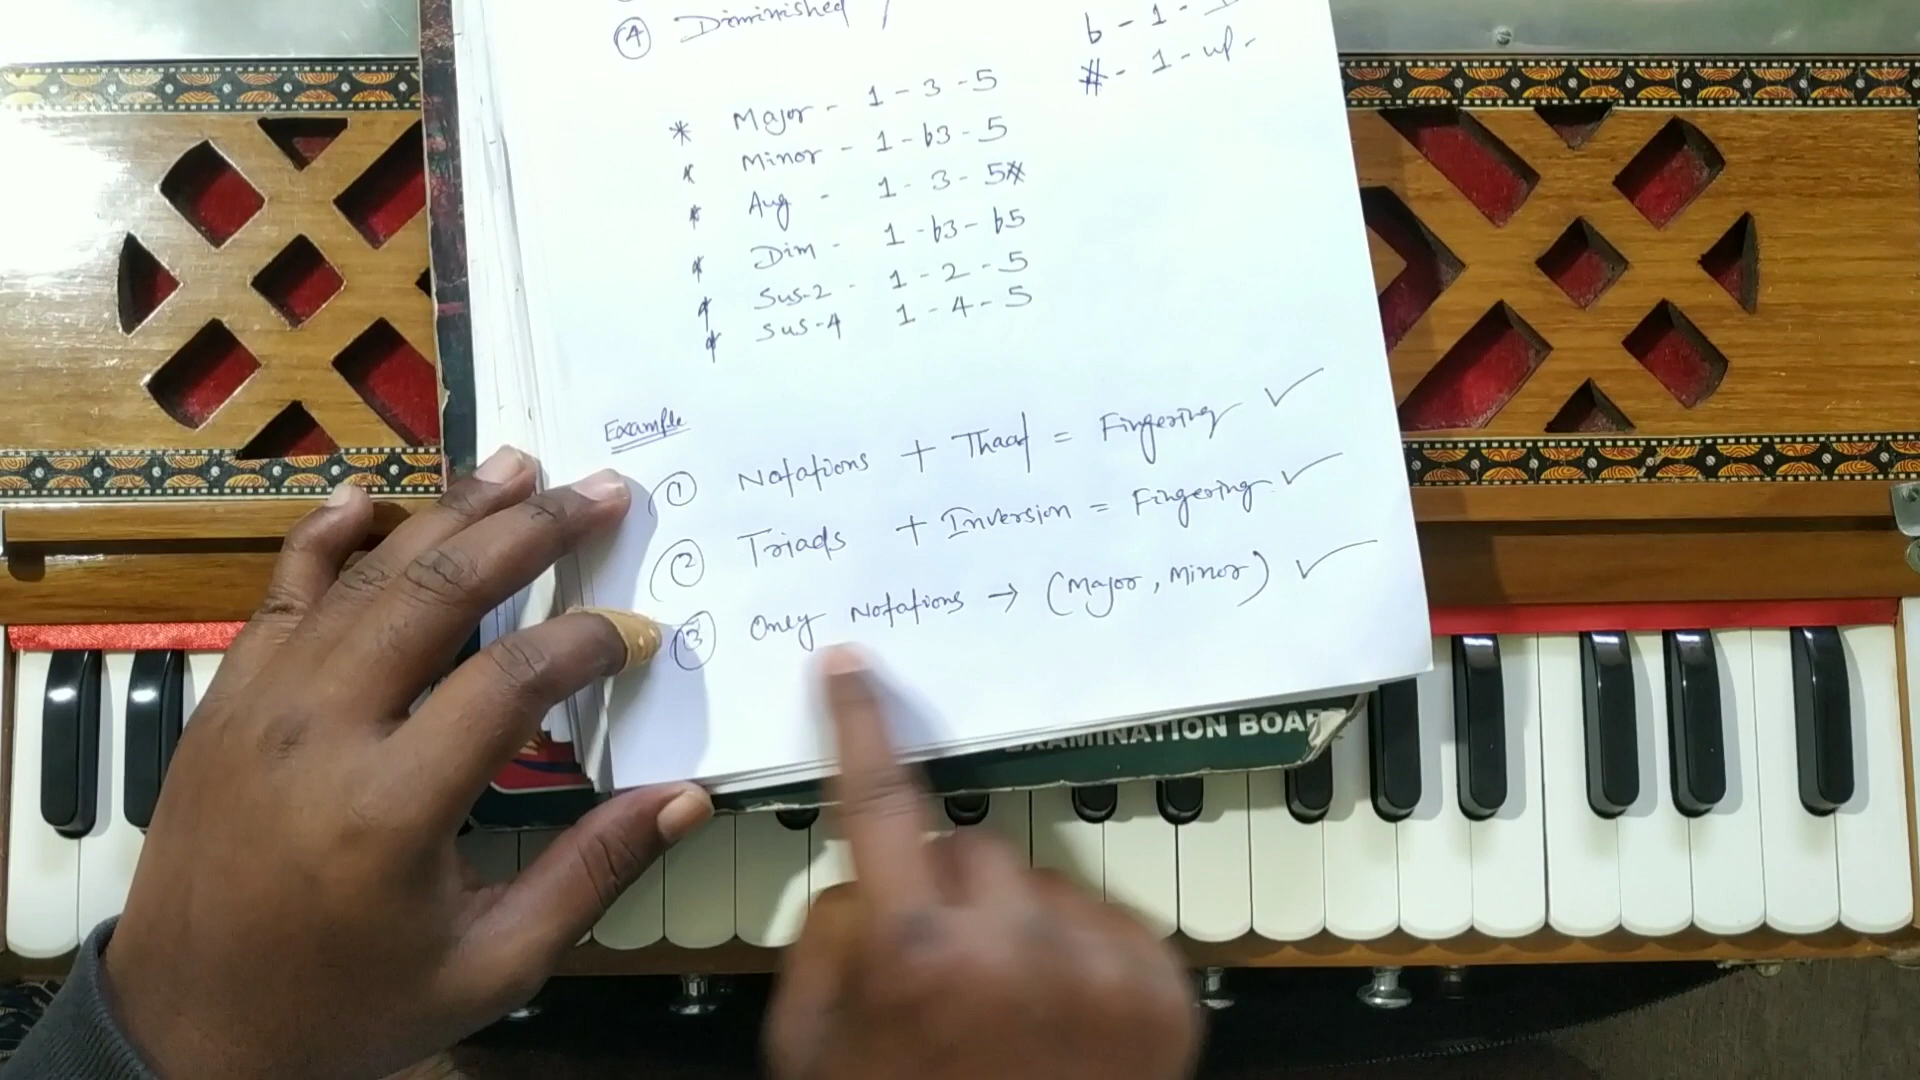 ④ Diminished /
b - 1 -
# - 1 - up -
* Major - 1 - 3 - 5
* Minor - 1 - b3 - 5
* Aug - 1 - 3 - 5#
* Dim - 1 - b3 - b5
* Sus-2 - 1 - 2 - 5
* Sus-4 1 - 4 - 5
Example
① Notations + Thaat = Fingering ✓
② Triads + Inversion = Fingering ✓
③ Only Notations → (Major, Minor) ✓
EXAMINATION BOARD